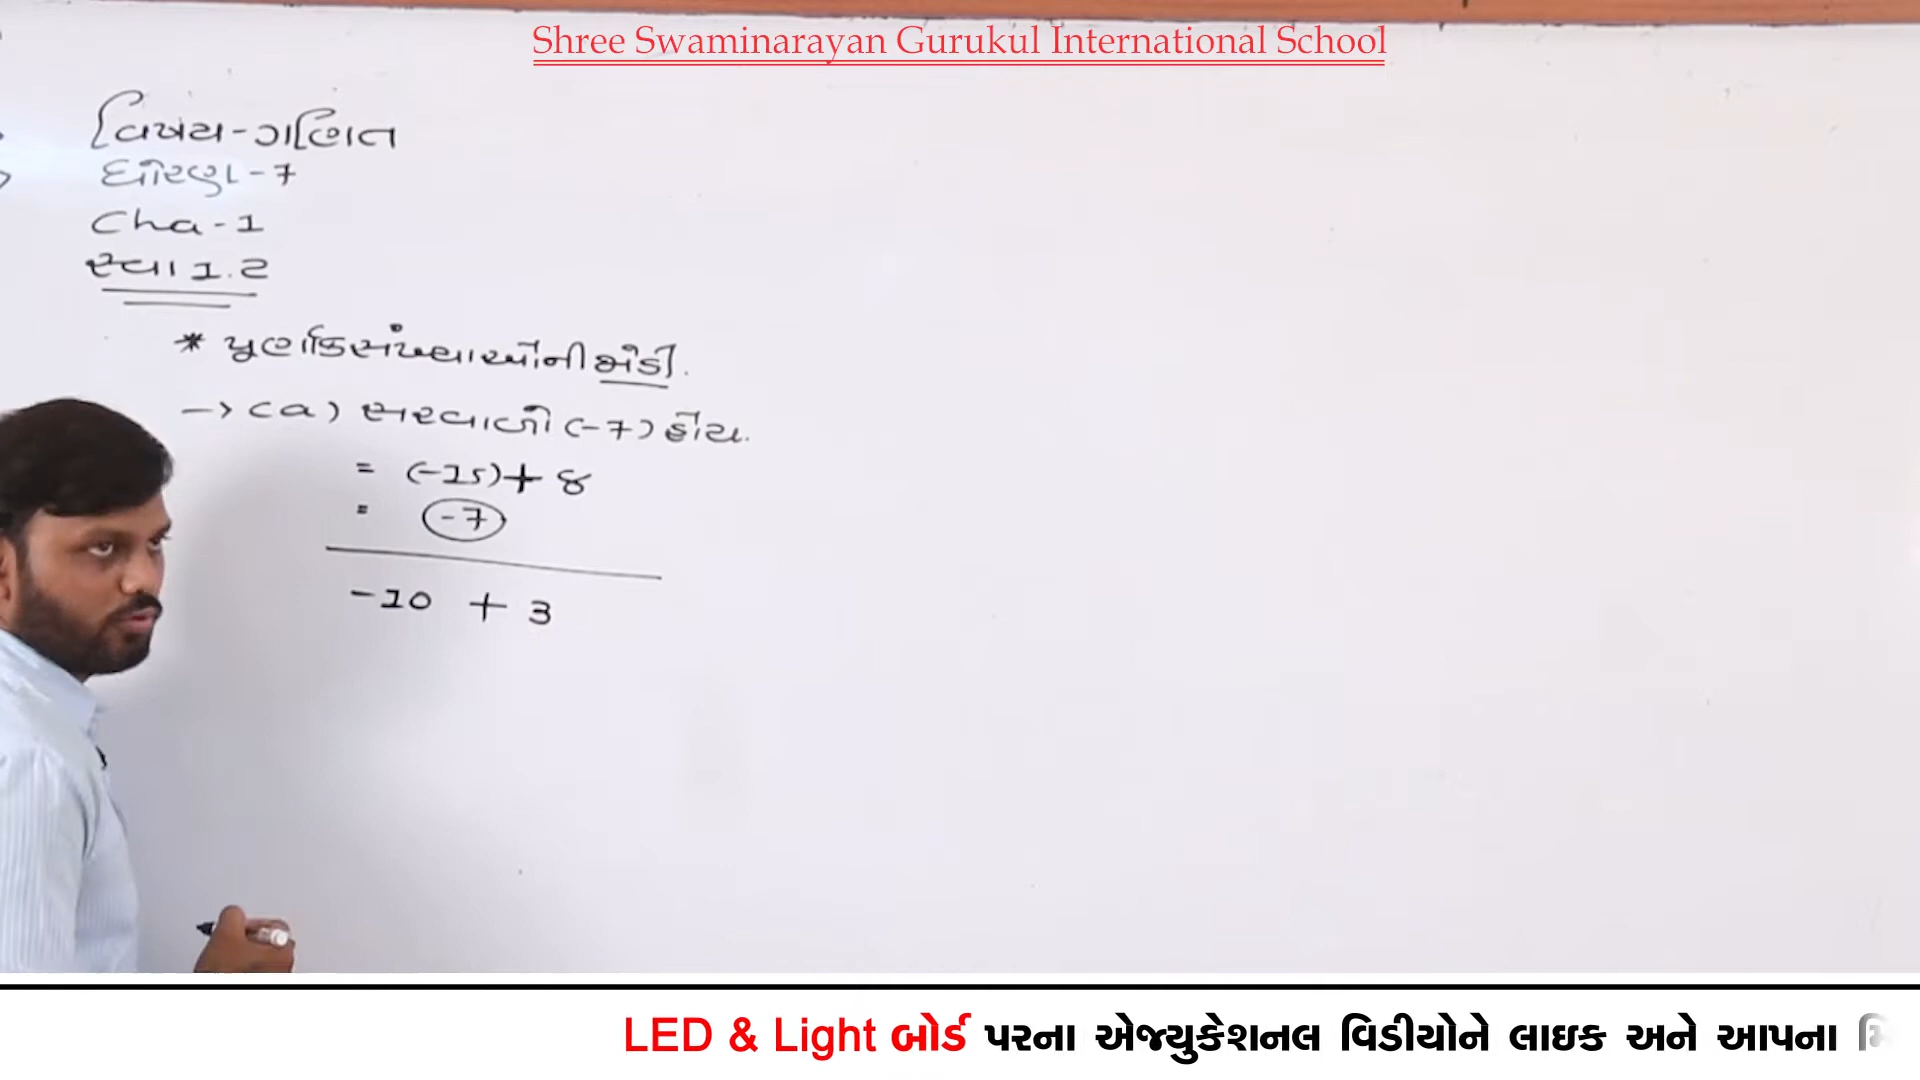 Shree Swaminarayan Gurukul International School
વિષય-ગણિત
ધોરણ-7
Cha-1
સ્વા 1.2
* પુર્ણાંકસંખ્યાઓની જોડી.
→ (a) સરવાળો (-7) હોય.
= (-15)+ 8
= -7
-10 + 3
LED & Light બોર્ડ પરના એજ્યુકેશનલ વિડીયોને લાઇક અને આપના